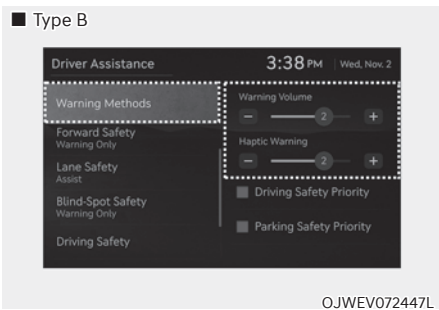 ■ Type B
Driver Assistance
3:38 PM
Wed, Nov. 2
Warning Methods
Forward Safety
Warning Only
Lane Safety
Assist
Blind-Spot Safety
Warning Only
Driving Safety
Warning Volume
− 2 +
Haptic Warning
− 2 +
Driving Safety Priority
Parking Safety Priority
OJWEV072447L